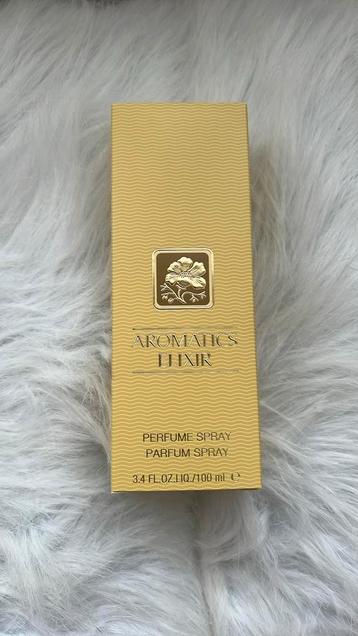 AROMATICS
ELIXIR
PERFUME SPRAY
PARFUM SPRAY
3.4 FL.OZ.LIQ./100 ml ℮